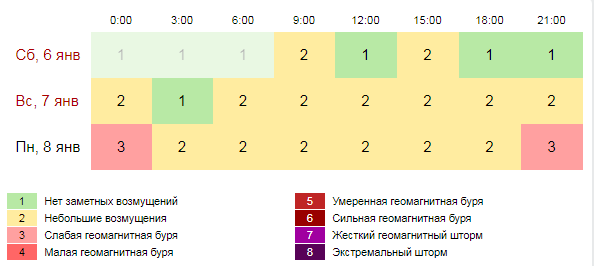 0:00 3:00 6:00 9:00 12:00 15:00 18:00 21:00
Сб, 6 янв 1 1 1 2 1 2 1 1
Вс, 7 янв 2 1 2 2 2 2 2 2
Пн, 8 янв 3 2 2 2 2 2 2 3
1 Нет заметных возмущений
2 Небольшие возмущения
3 Слабая геомагнитная буря
4 Малая геомагнитная буря
5 Умеренная геомагнитная буря
6 Сильная геомагнитная буря
7 Жесткий геомагнитный шторм
8 Экстремальный шторм